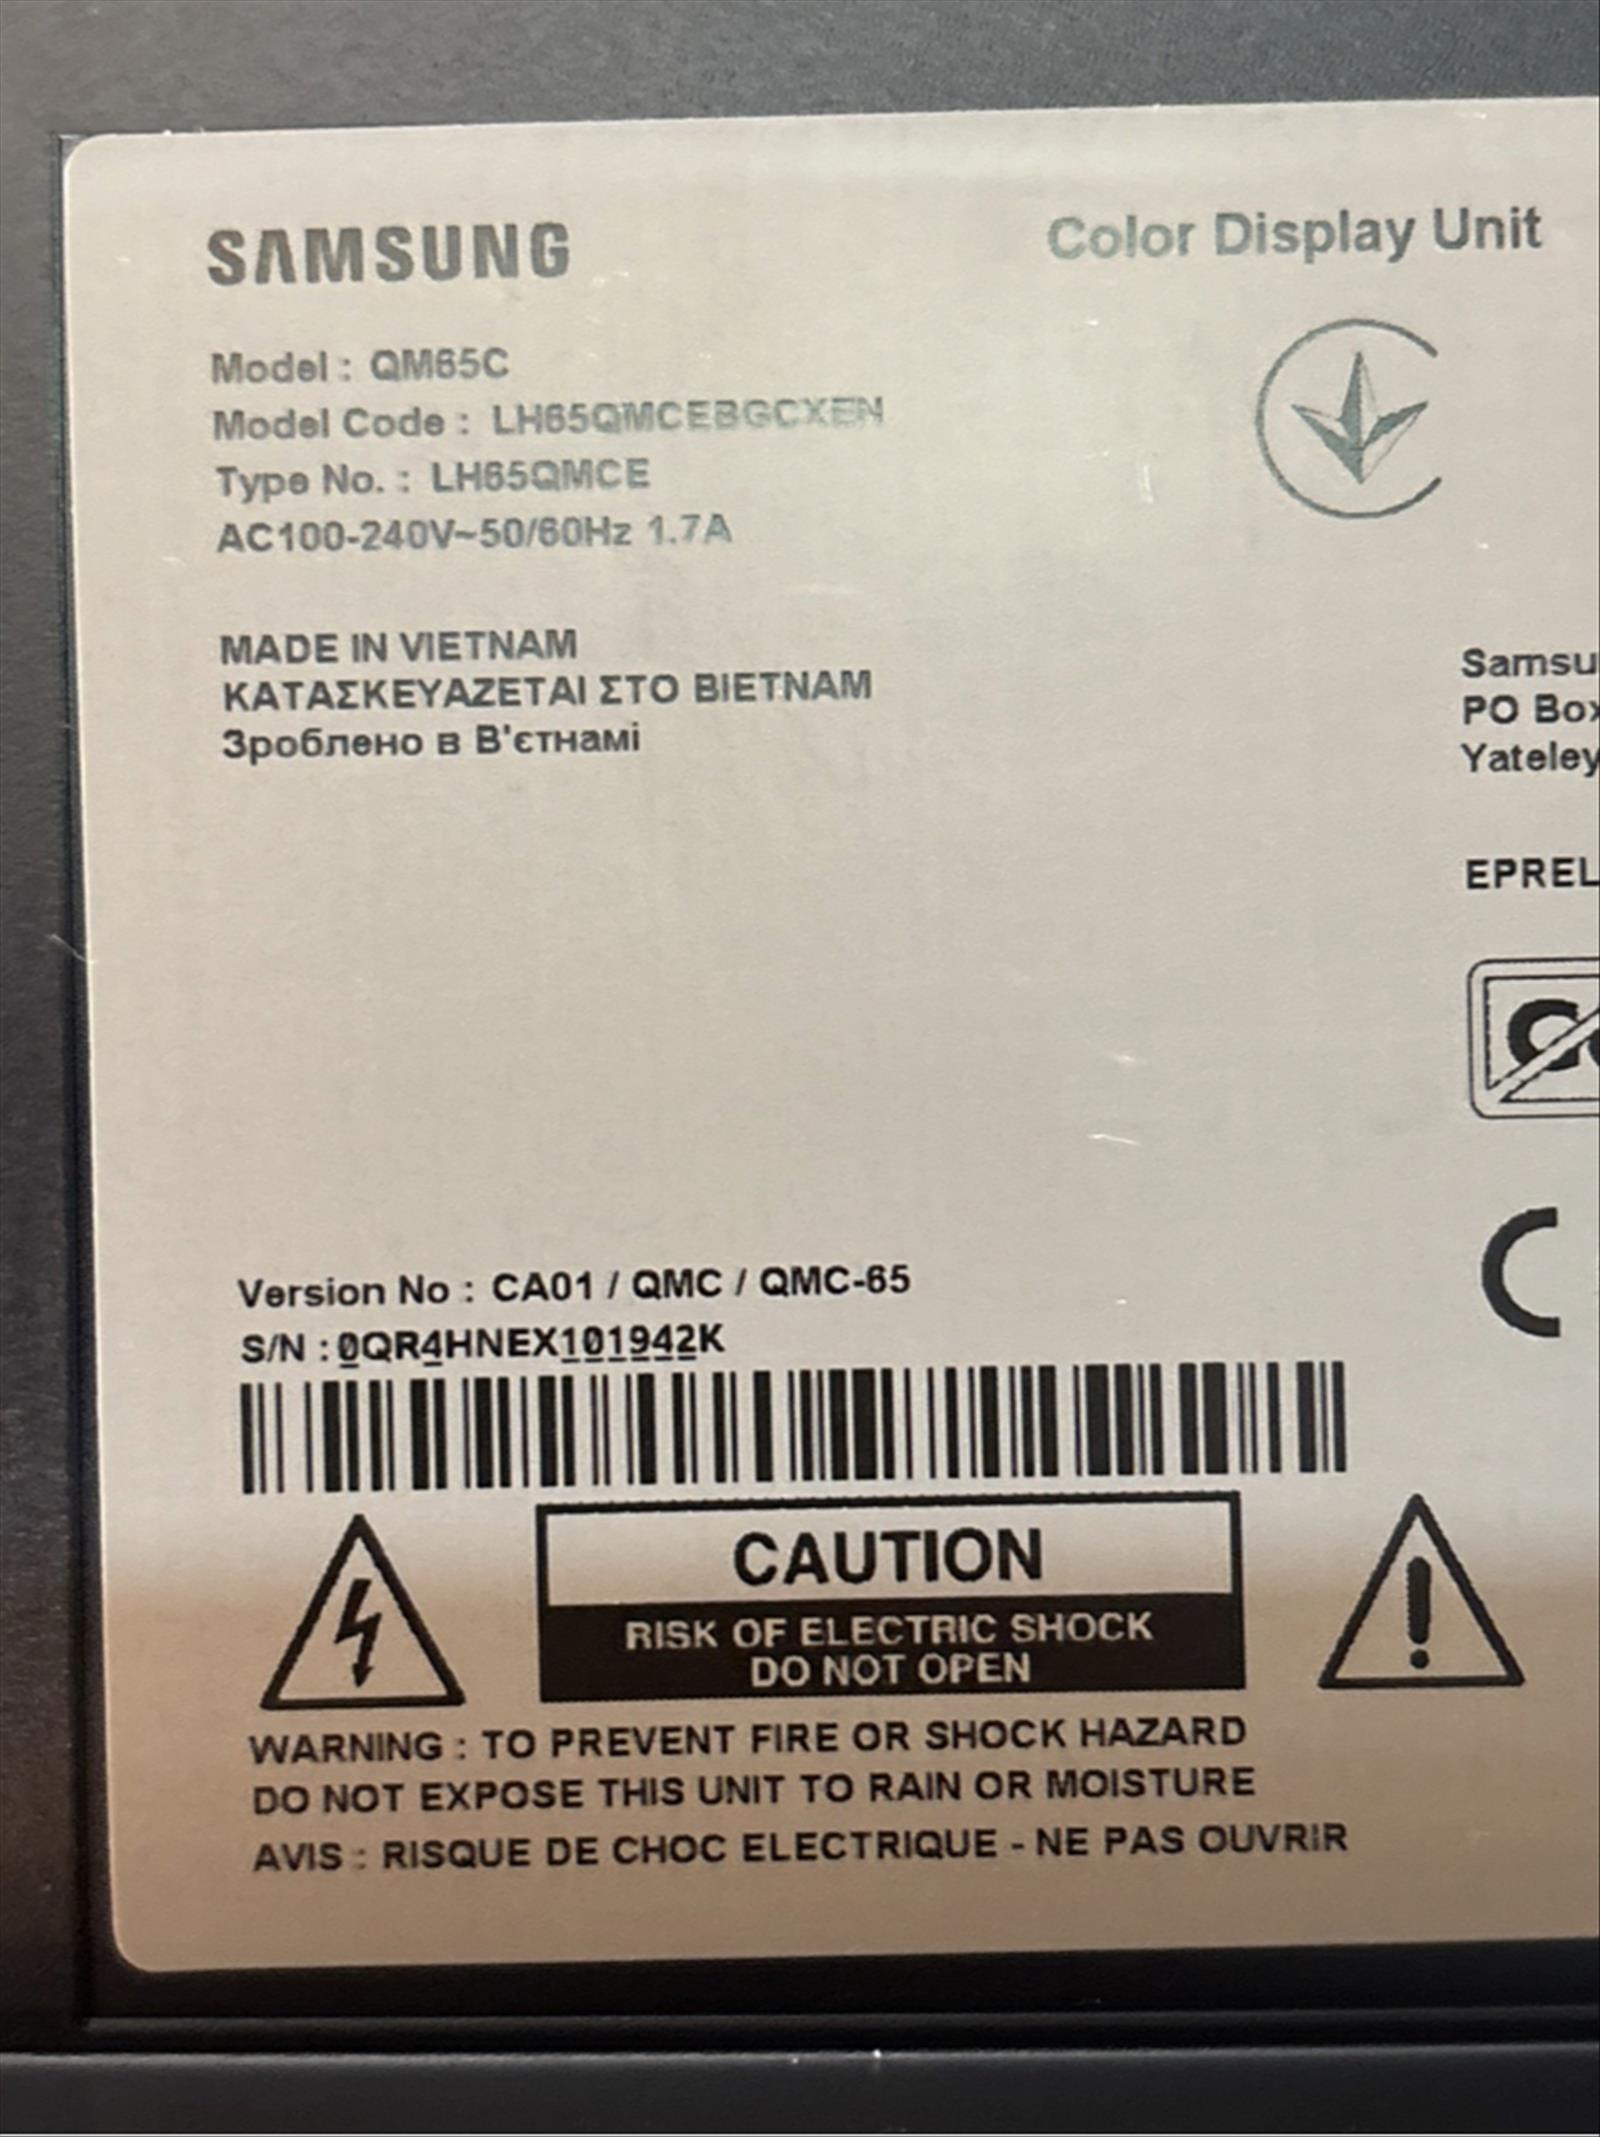 SAMSUNG
Color Display Unit
Model : QM65C
Model Code : LH65QMCEBGCXEN
Type No. : LH65QMCE
AC100-240V~50/60Hz 1.7A
MADE IN VIETNAM
ΚΑΤΑΣΚΕΥΑΖΕΤΑΙ ΣΤΟ ΒΙΕΤΝΑΜ
Зроблено в В'єтнамі
Samsu
PO Box
Yateley
EPREL
Version No : CA01 / QMC / QMC-65
S/N : 0QR4HNEX101942K
CE
CAUTION
RISK OF ELECTRIC SHOCK
DO NOT OPEN
WARNING : TO PREVENT FIRE OR SHOCK HAZARD
DO NOT EXPOSE THIS UNIT TO RAIN OR MOISTURE
AVIS : RISQUE DE CHOC ELECTRIQUE - NE PAS OUVRIR